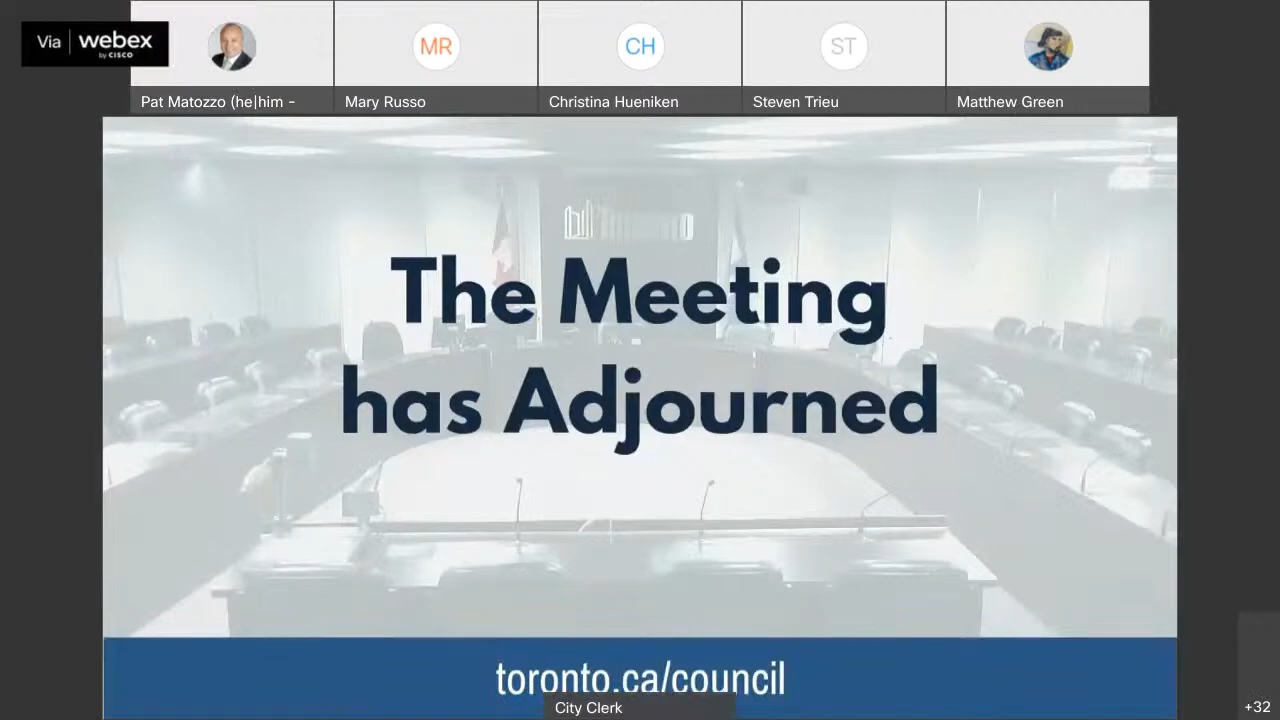 Via webex
by CISCO
MR
CH
ST
Pat Matozzo (he|him -
Mary Russo
Christina Hueniken
Steven Trieu
Matthew Green
The Meeting
has Adjourned
toronto.ca/council
City Clerk
+32